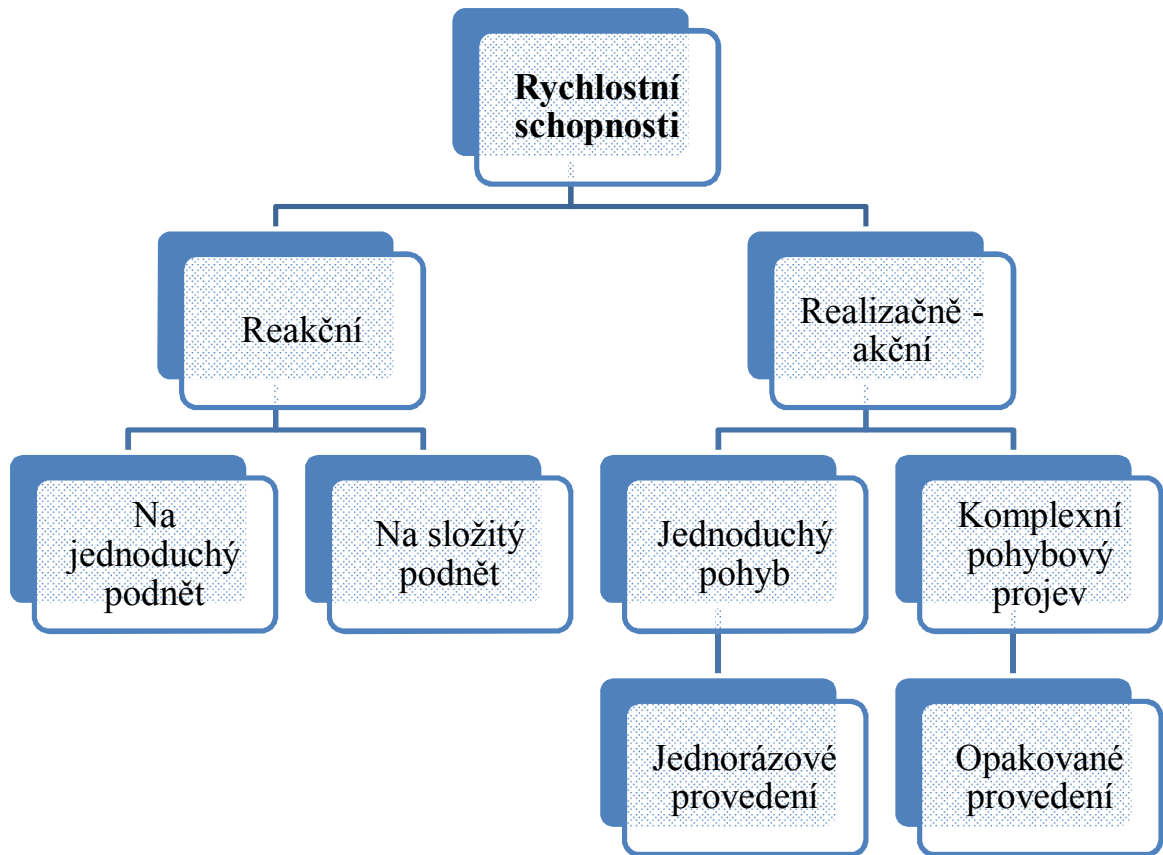 Rychlostní
schopnosti
Reakční
Realizačně -
akční
Na
jednoduchý
podnět
Na složitý
podnět
Jednoduchý
pohyb
Komplexní
pohybový
projev
Jednorázové
provedení
Opakované
provedení